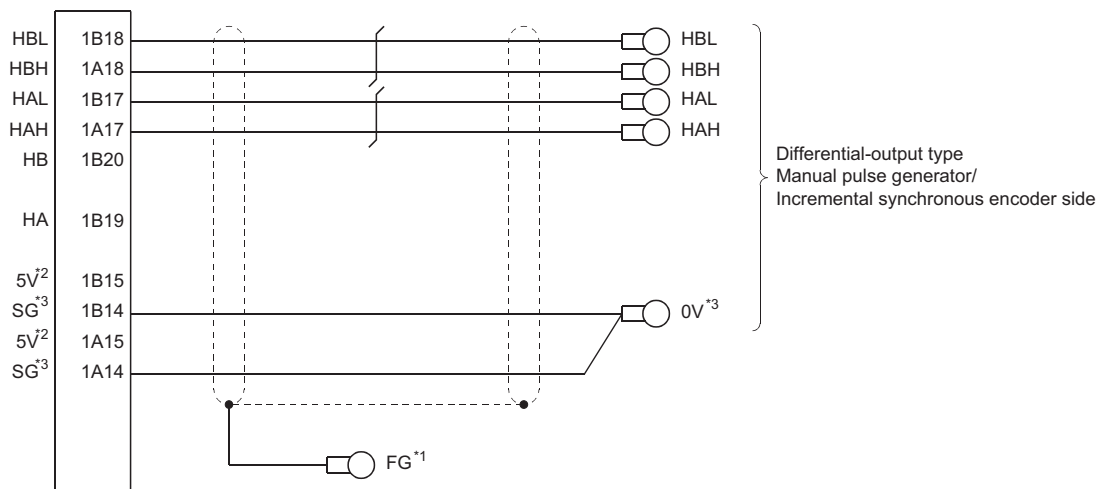 HBL 1B18 HBL
HBH 1A18 HBH
HAL 1B17 HAL
HAH 1A17 HAH
HB 1B20
Differential-output type
Manual pulse generator/
Incremental synchronous encoder side
HA 1B19
5V*2 1B15
SG*3 1B14 0V*3
5V*2 1A15
SG*3 1A14
FG*1